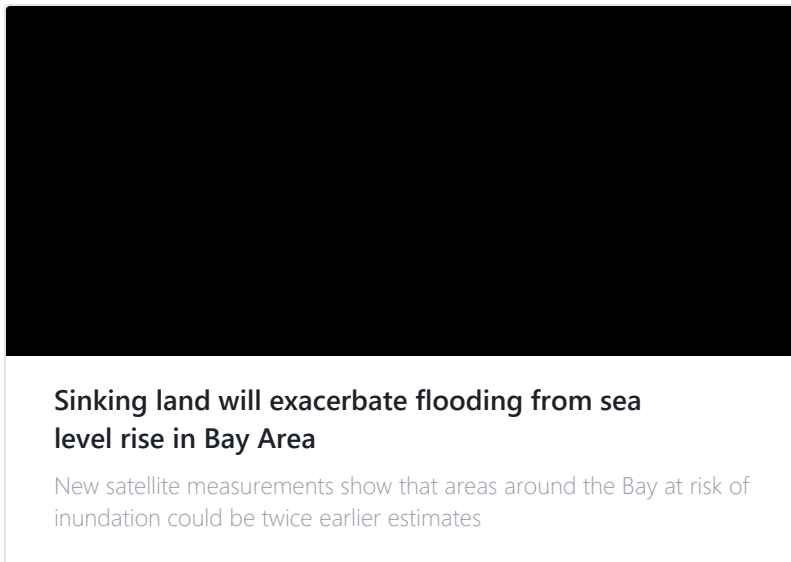 Sinking land will exacerbate flooding from sea
level rise in Bay Area
New satellite measurements show that areas around the Bay at risk of
inundation could be twice earlier estimates